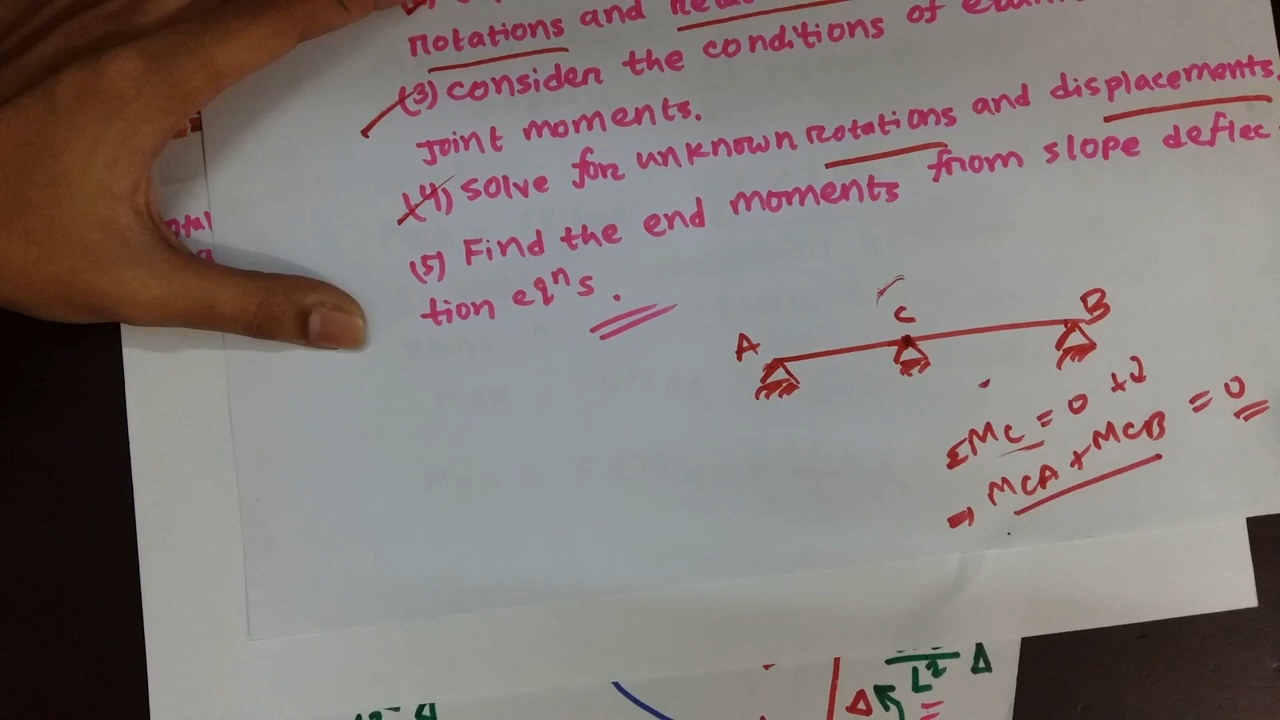 rotations and
(3) consider the conditions of
joint moments.
(4) solve for unknown rotations and displacements
(5) Find the end moments from slope deflec
tion eqⁿs.
A
C
B
ΣMC = 0
⇒ MCA + MCB = 0
L² Δ
Δ